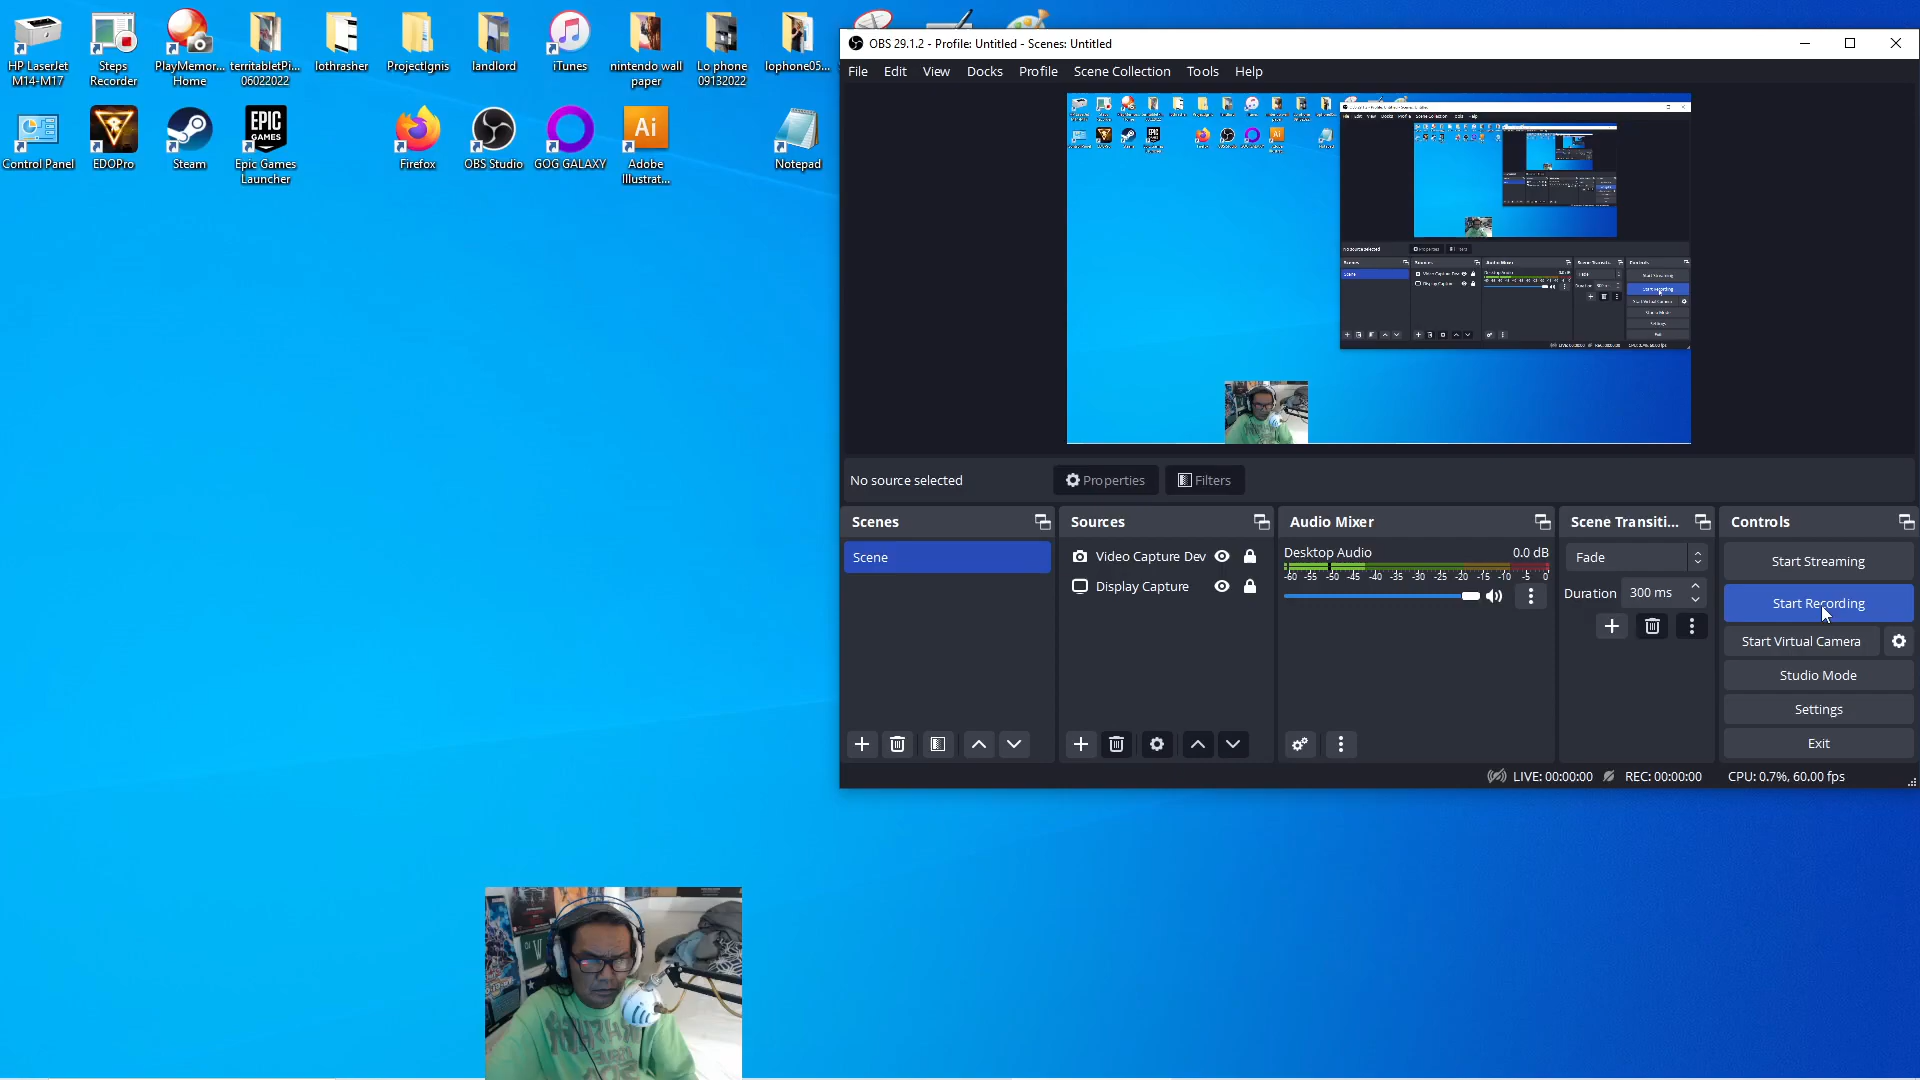 HP LaserJet
M14-M17
Steps
Recorder
PlayMemor...
Home
territabletPi...
06022022
lothrasher
ProjectIgnis
landlord
iTunes
nintendo wall
paper
Lo phone
09132022
lophone05...
Control Panel
EDOPro
Steam
EPIC
GAMES
Epic Games
Launcher
Firefox
OBS Studio
GOG GALAXY
Ai
Adobe
Illustrat...
Notepad
OBS 29.1.2 - Profile: Untitled - Scenes: Untitled
File Edit View Docks Profile Scene Collection Tools Help
No source selected
Properties
Filters
Scenes
Scene
Sources
Video Capture Dev
Display Capture
Audio Mixer
Desktop Audio 0.0 dB
-60 -55 -50 -45 -40 -35 -30 -25 -20 -15 -10 -5 0
Scene Transiti...
Fade
Duration 300 ms
Controls
Start Streaming
Start Recording
Start Virtual Camera
Studio Mode
Settings
Exit
LIVE: 00:00:00 REC: 00:00:00 CPU: 0.7%, 60.00 fps